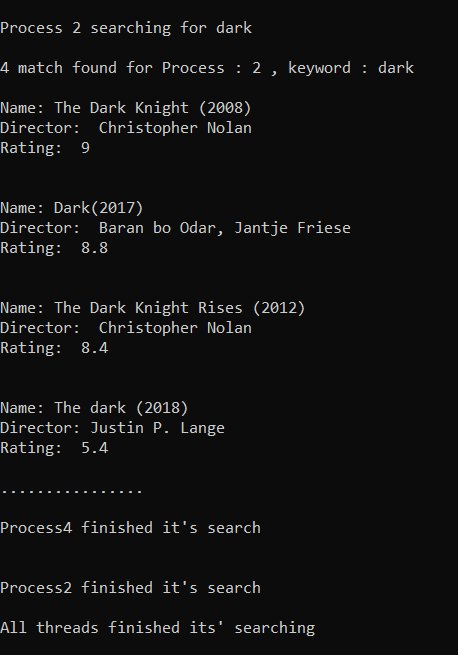 Process 2 searching for dark
4 match found for Process : 2 , keyword : dark
Name: The Dark Knight (2008)
Director:  Christopher Nolan
Rating:  9
Name: Dark(2017)
Director:  Baran bo Odar, Jantje Friese
Rating:  8.8
Name: The Dark Knight Rises (2012)
Director:  Christopher Nolan
Rating:  8.4
Name: The dark (2018)
Director: Justin P. Lange
Rating:  5.4
................
Process4 finished it's search
Process2 finished it's search
All threads finished its' searching